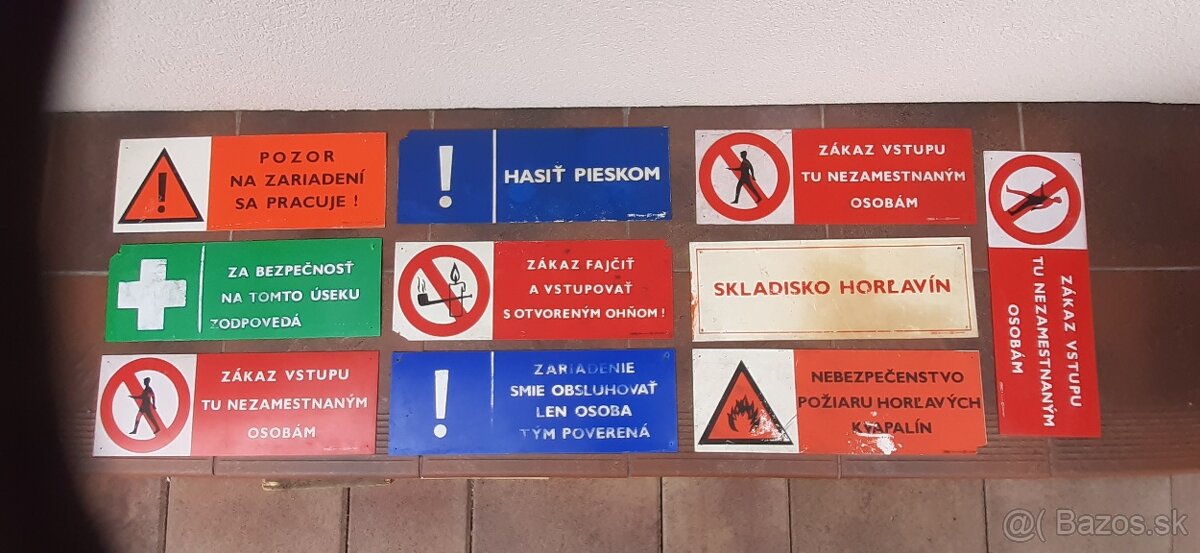 POZOR
NA ZARIADENÍ
SA PRACUJE !
HASIŤ PIESKOM
ZÁKAZ VSTUPU
TU NEZAMESTNANÝM
OSOBÁM
ZÁKAZ VSTUPU
TU NEZAMESTNANÝM
OSOBÁM
ZA BEZPEČNOSŤ
NA TOMTO ÚSEKU
ZODPOVEDÁ
ZÁKAZ FAJČIŤ
A VSTUPOVAŤ
S OTVORENÝM OHŇOM !
SKLADISKO HORĽAVÍN
ZÁKAZ VSTUPU
TU NEZAMESTNANÝM
OSOBÁM
ZARIADENIE
SMIE OBSLUHOVAŤ
LEN OSOBA
TÝM POVERENÁ
NEBEZPEČENSTVO
POŽIARU HORĽAVÝCH
KVAPALÍN
@( Bazos.sk